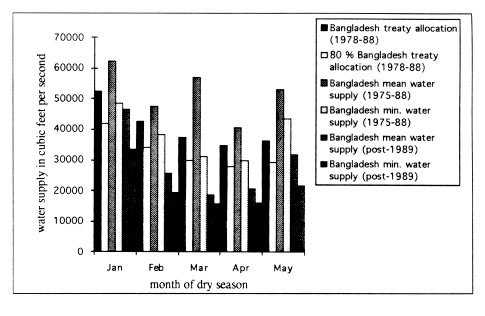 water supply in cubic feet per second
70000
60000
50000
40000
30000
20000
10000
0
Jan Feb Mar Apr May
month of dry season
Bangladesh treaty allocation
(1978-88)
80 % Bangladesh treaty
allocation (1978-88)
Bangladesh mean water
supply (1975-88)
Bangladesh min. water
supply (1975-88)
Bangladesh mean water
supply (post-1989)
Bangladesh min. water
supply (post-1989)